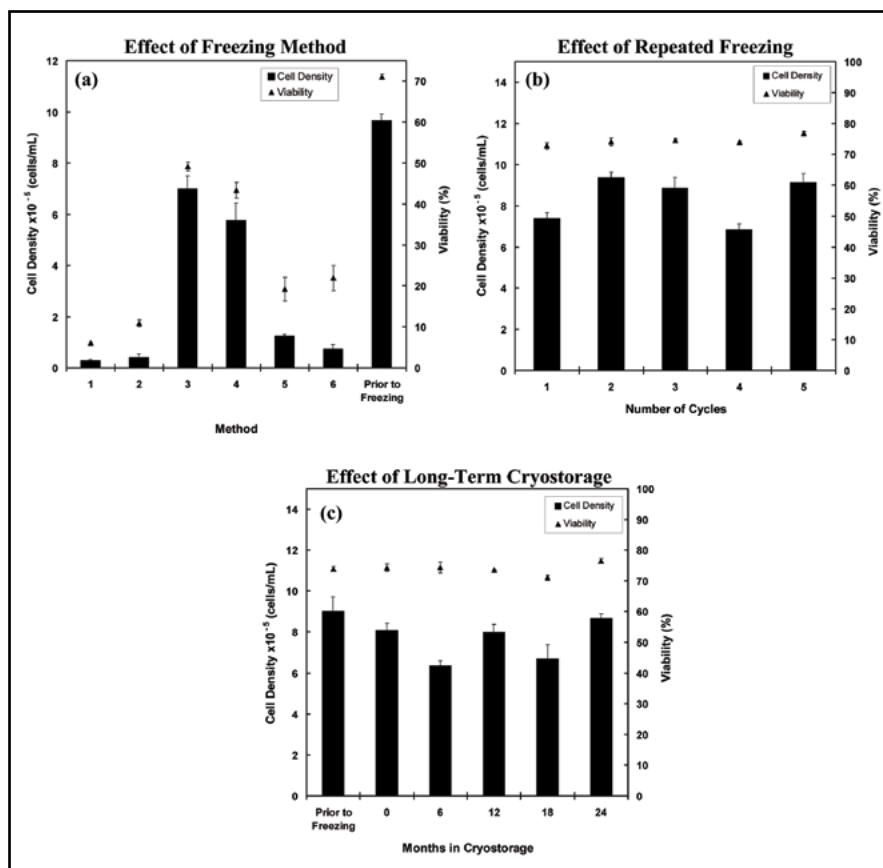 Effect of Freezing Method
(a)
Cell Density
Viability
12
10
8
6
4
2
0
70
60
50
40
30
20
10
0
Cell Density x10⁻⁵ (cells/mL)
Viability (%)
1 2 3 4 5 6 Prior to
Freezing
Method
Effect of Repeated Freezing
(b)
Cell Density
Viability
14
12
10
8
6
4
2
0
100
90
80
70
60
50
40
30
20
10
0
Cell Density x10⁻⁵ (cells/mL)
Viability (%)
1 2 3 4 5
Number of Cycles
Effect of Long-Term Cryostorage
(c)
Cell Density
Viability
14
12
10
8
6
4
2
0
100
90
80
70
60
50
40
30
20
10
0
Cell Density x10⁻⁵ (cells/mL)
Viability (%)
Prior to 0 6 12 18 24
Freezing
Months in Cryostorage